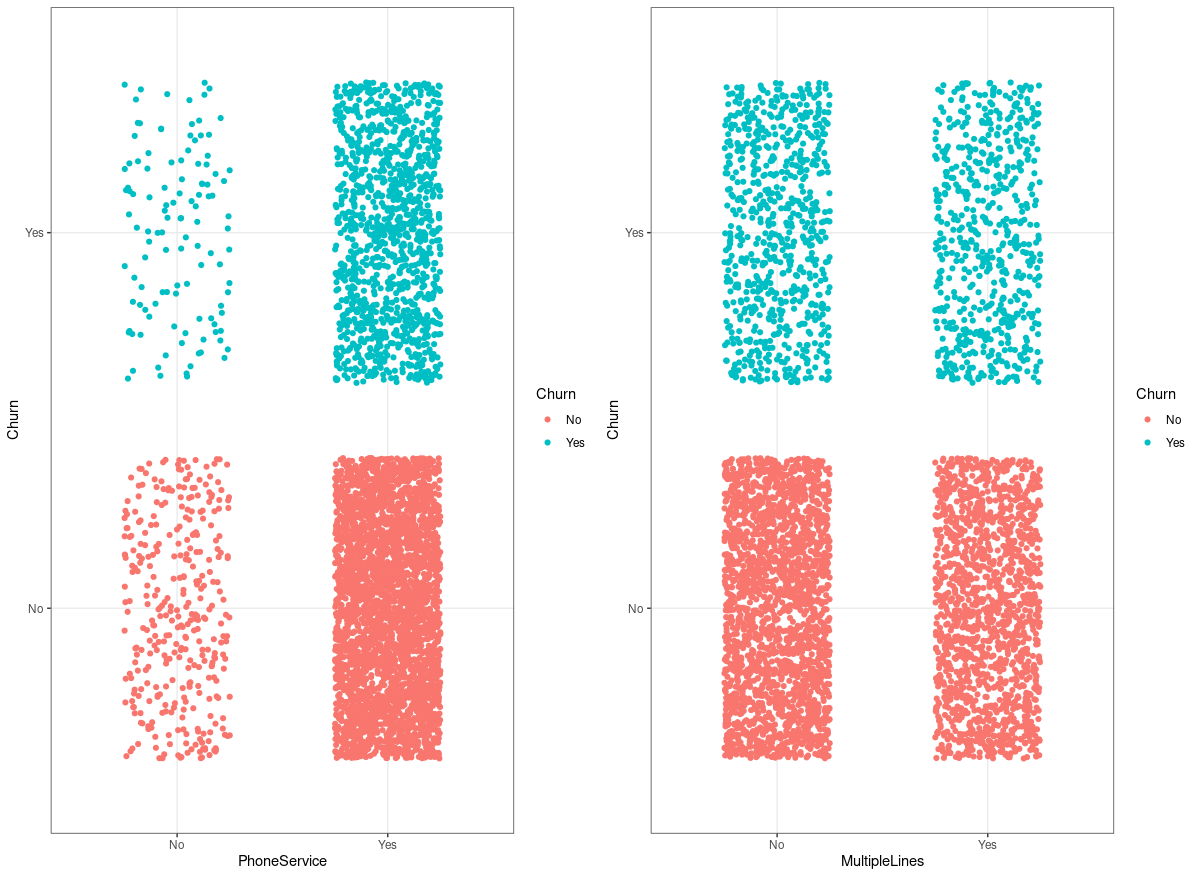 Churn
Yes
No
No
Yes
PhoneService
Churn
No
Yes
Churn
Yes
No
No
Yes
MultipleLines
Churn
No
Yes